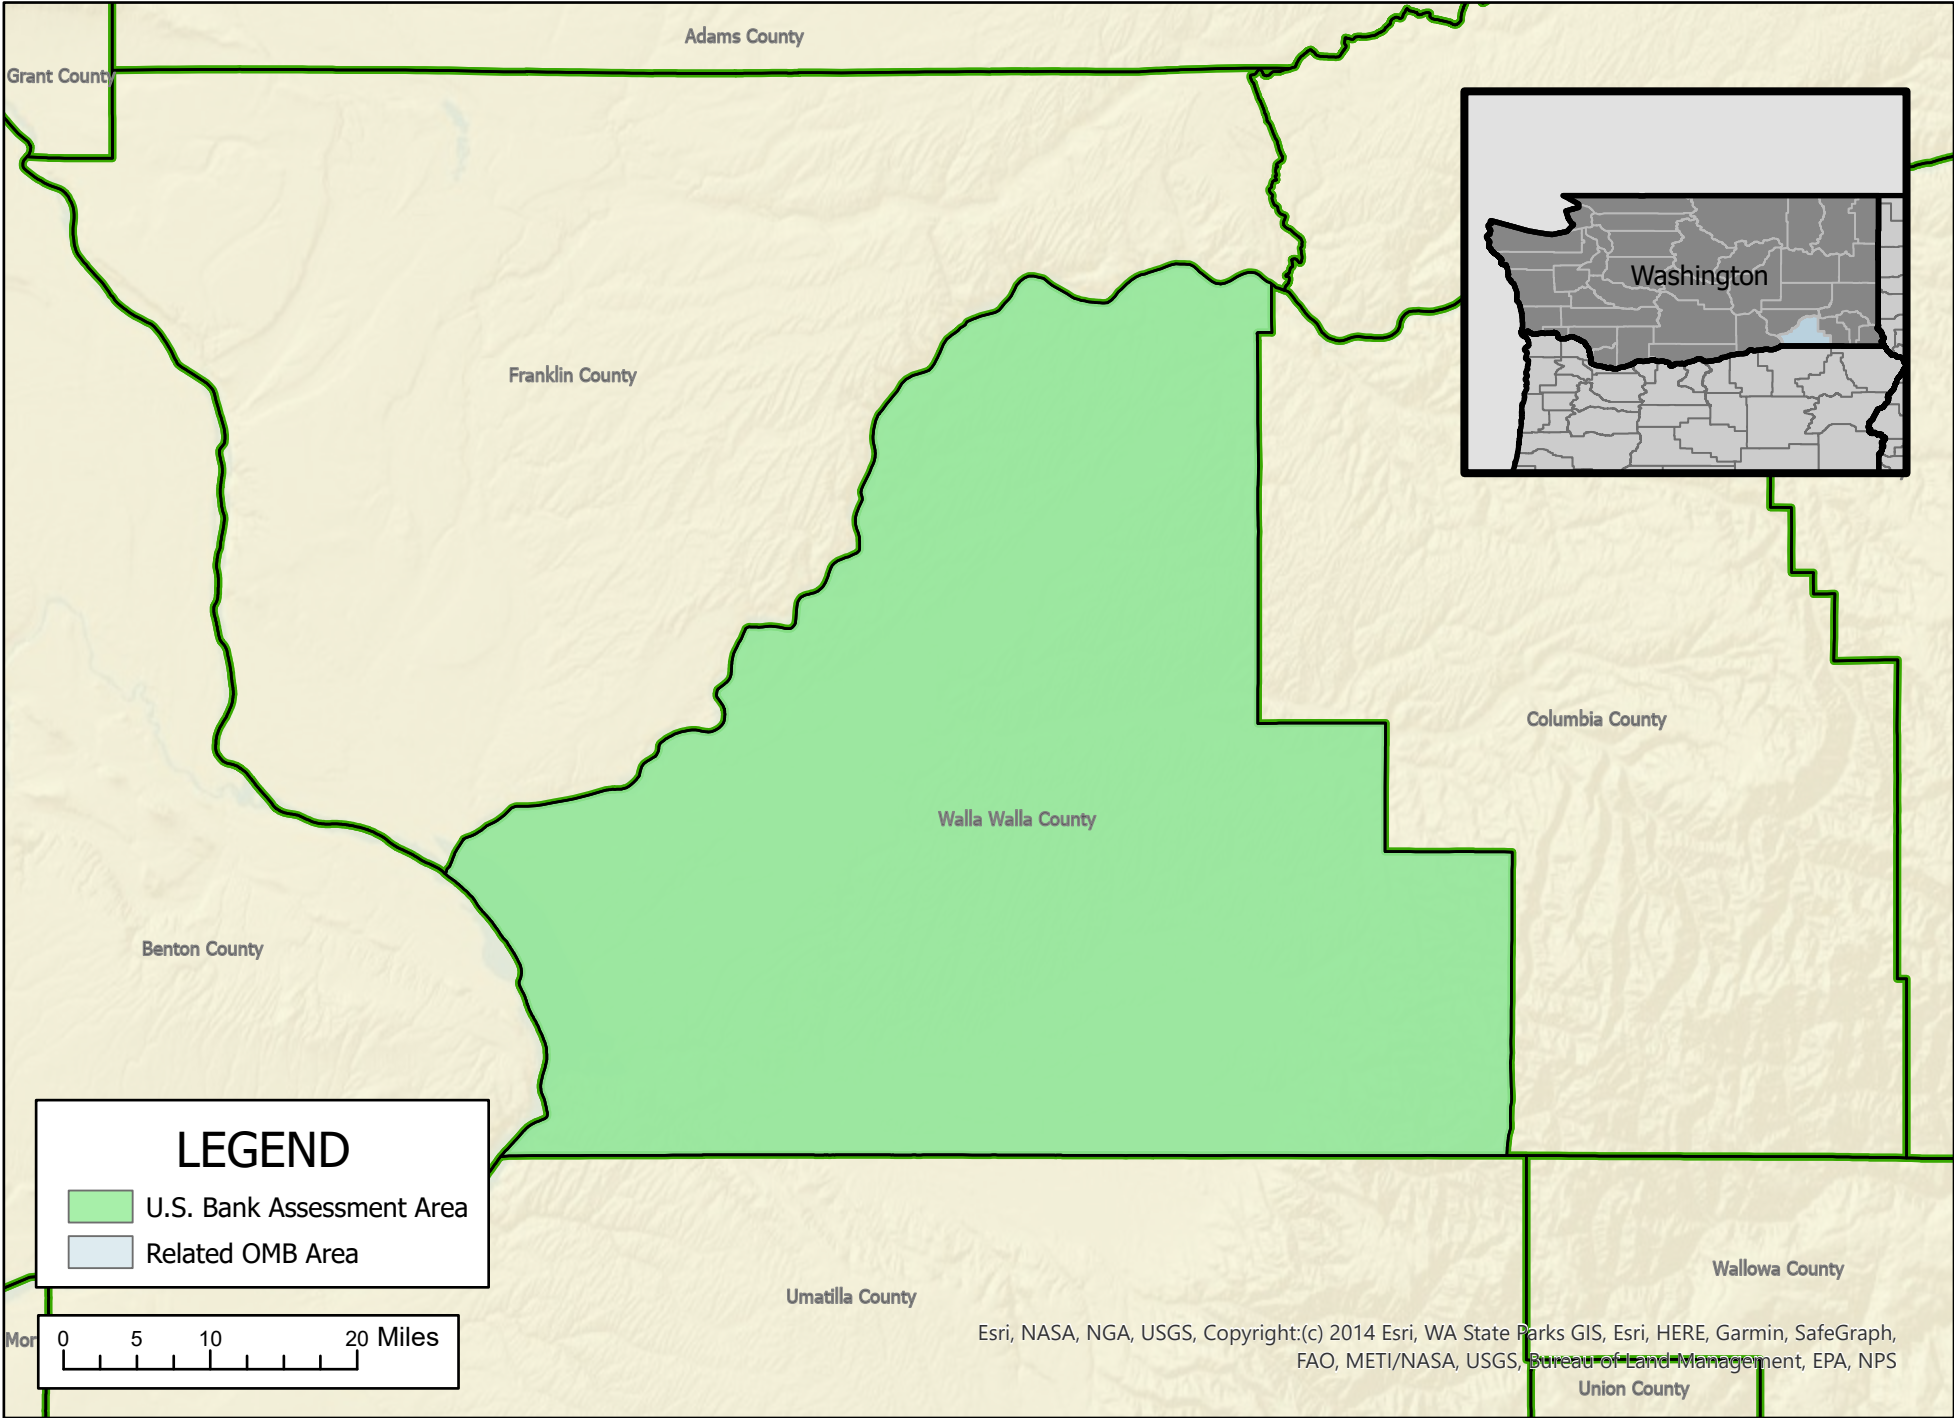 Adams County
Grant County
Washington
Franklin County
Columbia County
Walla Walla County
Benton County
LEGEND
U.S. Bank Assessment Area
Related OMB Area
Wallowa County
Umatilla County
Mor
0 5 10 20 Miles
Esri, NASA, NGA, USGS, Copyright:(c) 2014 Esri, WA State Parks GIS, Esri, HERE, Garmin, SafeGraph,
FAO, METI/NASA, USGS, Bureau of Land Management, EPA, NPS
Union County